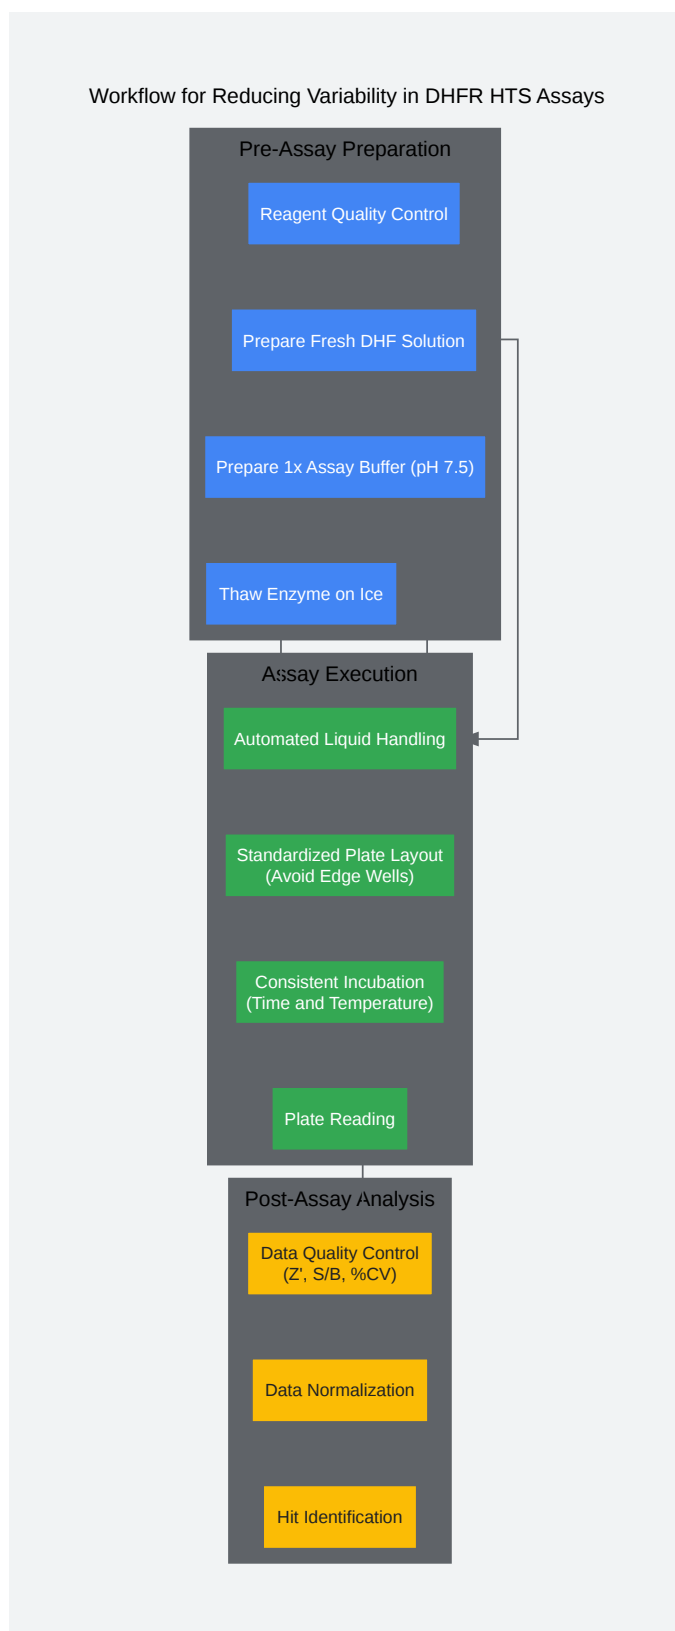 Workflow for Reducing Variability in DHFR HTS Assays
Pre-Assay Preparation
Reagent Quality Control
Prepare Fresh DHF Solution
Prepare 1x Assay Buffer (pH 7.5)
Thaw Enzyme on Ice
Assay Execution
Automated Liquid Handling
Standardized Plate Layout
(Avoid Edge Wells)
Consistent Incubation
(Time and Temperature)
Plate Reading
Post-Assay Analysis
Data Quality Control
(Z', S/B, %CV)
Data Normalization
Hit Identification